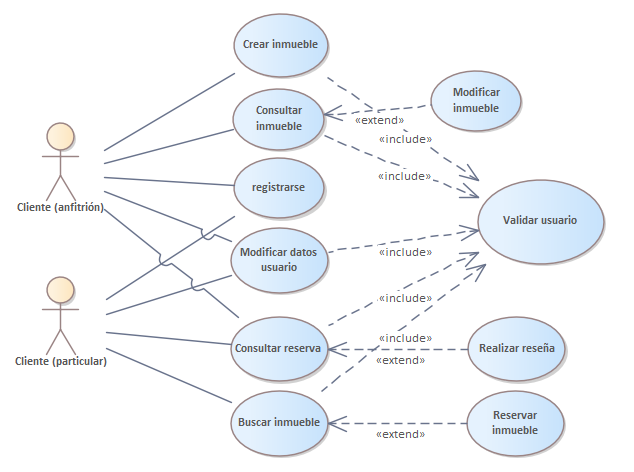 Crear inmueble
Modificar
inmueble
Consultar
inmueble
«extend»
«include»
«include»
registrarse
Cliente (anfitrión)
Validar usuario
Modificar datos
usuario
«include»
«include»
Cliente (particular)
Consultar reserva
«include»
«extend»
Realizar reseña
Buscar inmueble
«extend»
Reservar
inmueble